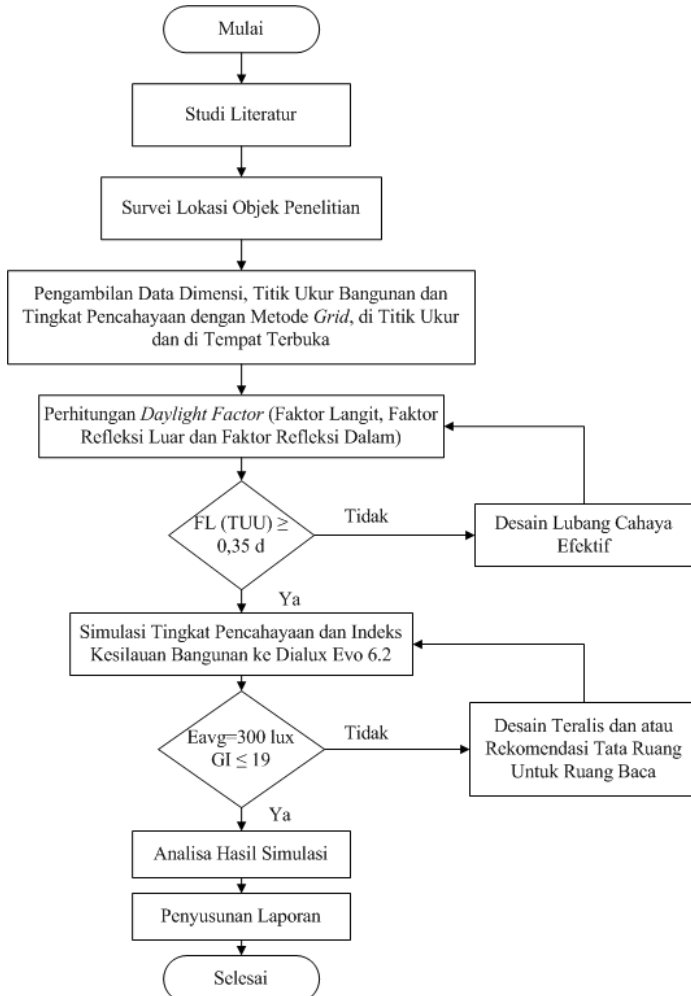 Mulai
Studi Literatur
Survei Lokasi Objek Penelitian
Pengambilan Data Dimensi, Titik Ukur Bangunan dan
Tingkat Pencahayaan dengan Metode Grid, di Titik Ukur
dan di Tempat Terbuka
Perhitungan Daylight Factor (Faktor Langit, Faktor
Refleksi Luar dan Faktor Refleksi Dalam)
FL (TUU) ≥
0,35 d
Tidak
Desain Lubang Cahaya
Efektif
Ya
Simulasi Tingkat Pencahayaan dan Indeks
Kesilauan Bangunan ke Dialux Evo 6.2
Eavg=300 lux
GI ≤ 19
Tidak
Desain Teralis dan atau
Rekomendasi Tata Ruang
Untuk Ruang Baca
Ya
Analisa Hasil Simulasi
Penyusunan Laporan
Selesai